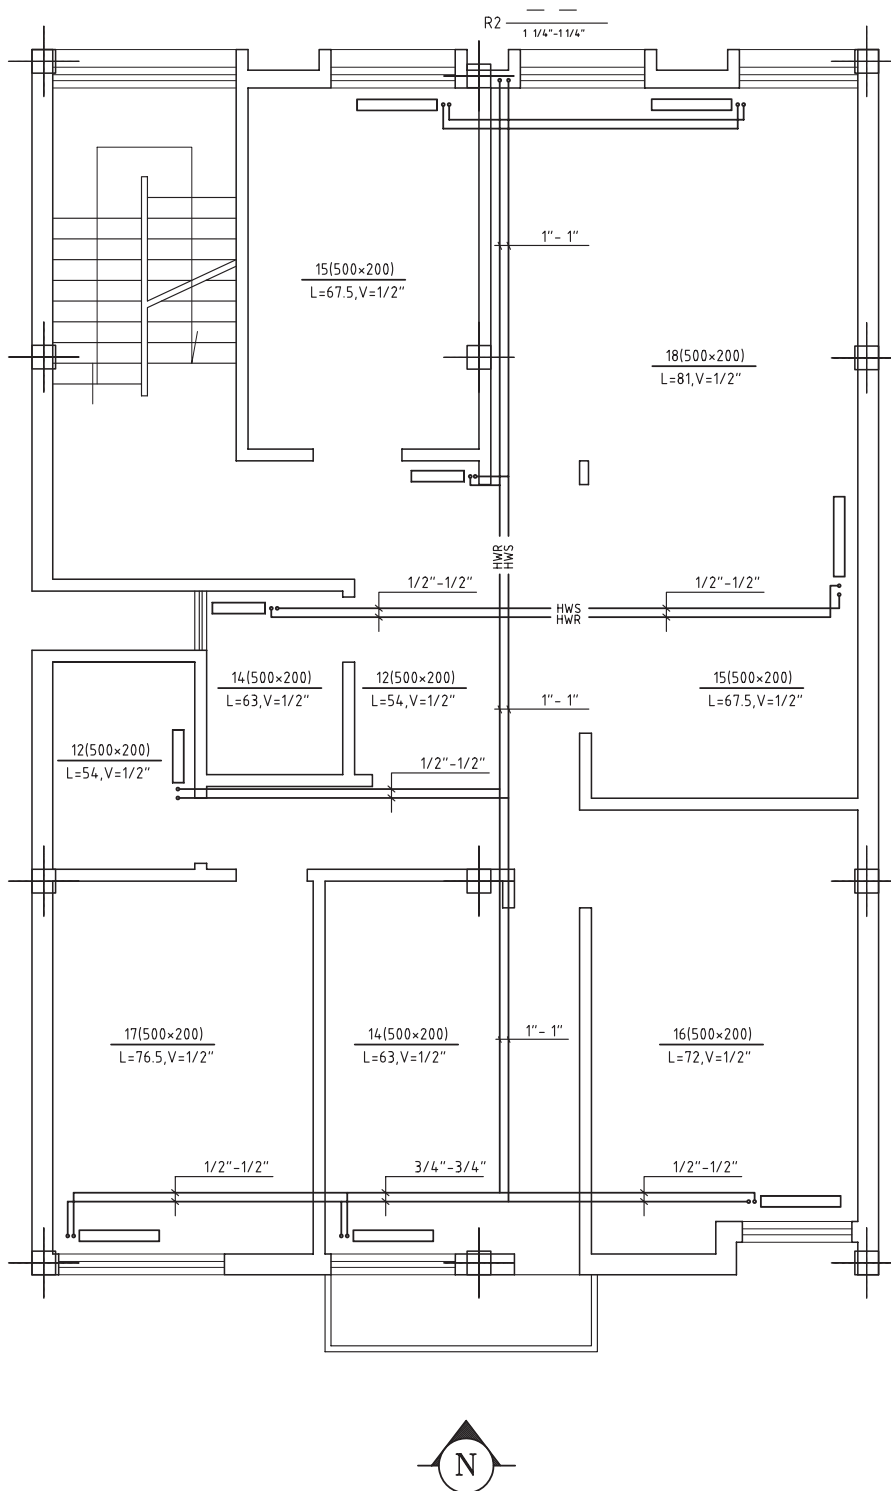 R2
1 1/4"-1 1/4"
1"- 1"
15(500×200)
L=67.5,V=1/2"
18(500×200)
L=81,V=1/2"
HWR
HWS
1/2"-1/2"
1/2"-1/2"
HWS
HWR
14(500×200)
L=63,V=1/2"
12(500×200)
L=54,V=1/2"
1"- 1"
15(500×200)
L=67.5,V=1/2"
12(500×200)
L=54,V=1/2"
1/2"-1/2"
17(500×200)
L=76.5,V=1/2"
14(500×200)
L=63,V=1/2"
1"- 1"
16(500×200)
L=72,V=1/2"
1/2"-1/2"
3/4"-3/4"
1/2"-1/2"
N